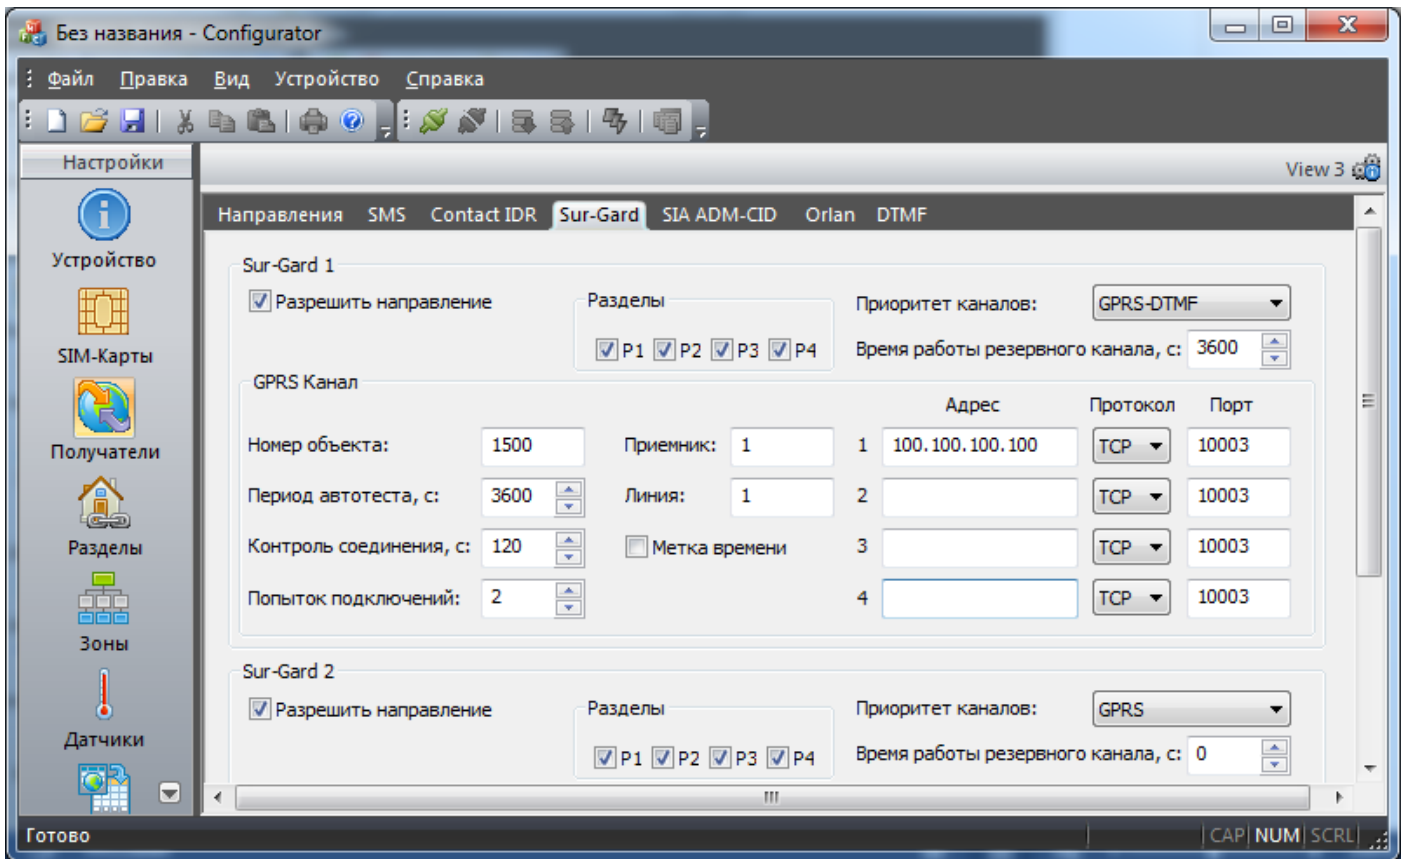 Без названия - Configurator
Файл Правка Вид Устройство Справка
Настройки
View 3
Направления SMS Contact IDR Sur-Gard SIA ADM-CID Orlan DTMF
Устройство
SIM-Карты
Получатели
Разделы
Зоны
Датчики
Sur-Gard 1
Разрешить направление Разделы Приоритет каналов: GPRS-DTMF
P1 P2 P3 P4 Время работы резервного канала, с: 3600
GPRS Канал
Адрес Протокол Порт
Номер объекта: 1500 Приемник: 1 1 100.100.100.100 TCP 10003
Период автотеста, с: 3600 Линия: 1 2 TCP 10003
Контроль соединения, с: 120 Метка времени 3 TCP 10003
Попыток подключений: 2 4 TCP 10003
Sur-Gard 2
Разрешить направление Разделы Приоритет каналов: GPRS
P1 P2 P3 P4 Время работы резервного канала, с: 0
Готово CAP NUM SCRL